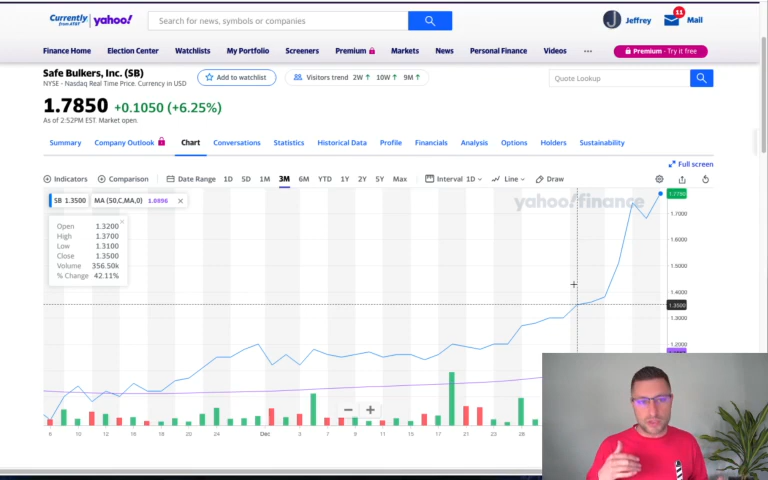 Currently yahoo!
from AT&T
Search for news, symbols or companies
Jeffrey
11
Mail
Finance Home Election Center Watchlists My Portfolio Screeners Premium Markets News Personal Finance Videos ... Premium - Try it free
Safe Bulkers, Inc. (SB)
NYSE - Nasdaq Real Time Price. Currency in USD
Add to watchlist
Visitors trend 2W ↑ 10W ↑ 9M ↑
Quote Lookup
1.7850 +0.1050 (+6.25%)
As of 2:52PM EST. Market open.
Summary Company Outlook Chart Conversations Statistics Historical Data Profile Financials Analysis Options Holders Sustainability
Full screen
Indicators Comparison Date Range 1D 5D 1M 3M 6M YTD 1Y 2Y 5Y Max Interval 1D Line Draw
SB 1.3500 MA (50,C,MA,0) 1.0896
yahoo!finance
Open 1.3200
High 1.3700
Low 1.3100
Close 1.3500
Volume 356.50k
% Change 42.11%
1.7000
1.6000
1.5000
1.4000
1.3500
1.3000
1.2000
6 10 12 16 18 20 24 Dec 3 7 9 11 15 17 21 23 28